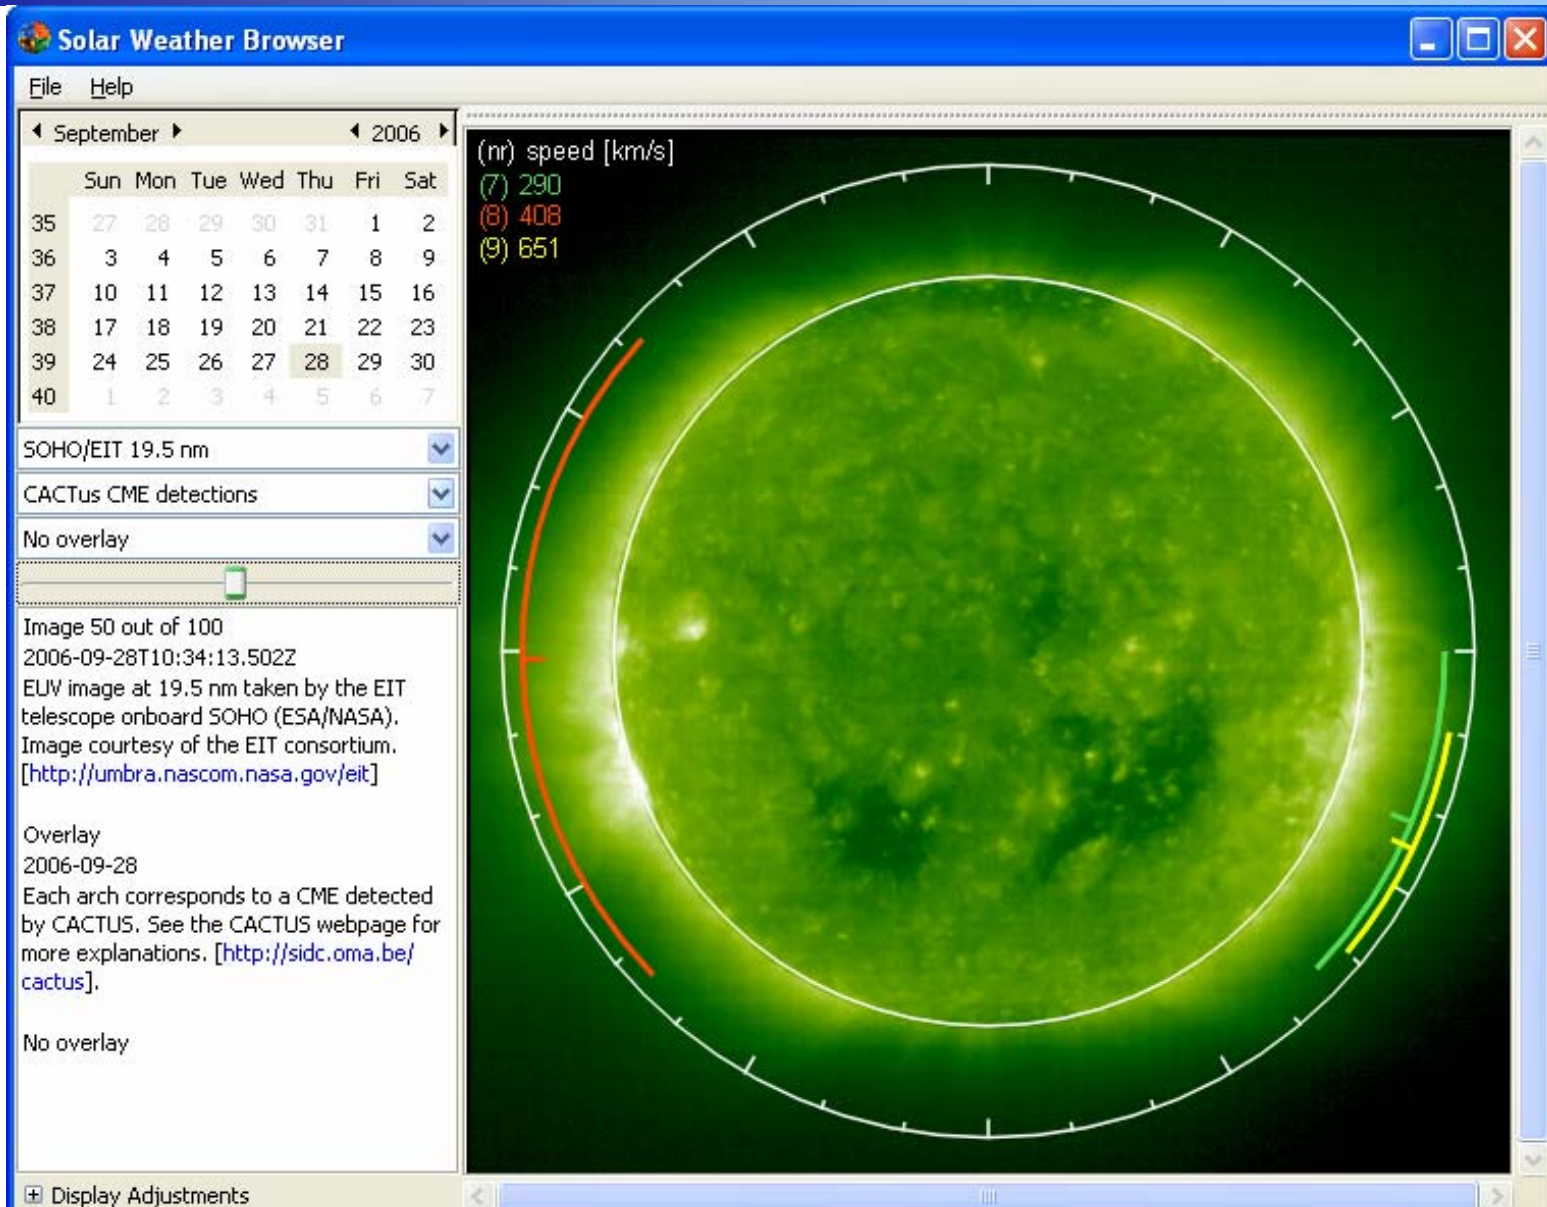 Solar Weather Browser
File Help
September 2006
Sun Mon Tue Wed Thu Fri Sat
35 27 28 29 30 31 1 2
36 3 4 5 6 7 8 9
37 10 11 12 13 14 15 16
38 17 18 19 20 21 22 23
39 24 25 26 27 28 29 30
40 1 2 3 4 5 6 7
SOHO/EIT 19.5 nm
CACTus CME detections
No overlay
Image 50 out of 100
2006-09-28T10:34:13.502Z
EUV image at 19.5 nm taken by the EIT
telescope onboard SOHO (ESA/NASA).
Image courtesy of the EIT consortium.
[http://umbra.nascom.nasa.gov/eit]
Overlay
2006-09-28
Each arch corresponds to a CME detected
by CACTUS. See the CACTUS webpage for
more explanations. [http://sidc.oma.be/
cactus].
No overlay
Display Adjustments
(nr) speed [km/s]
(7) 290
(8) 408
(9) 651